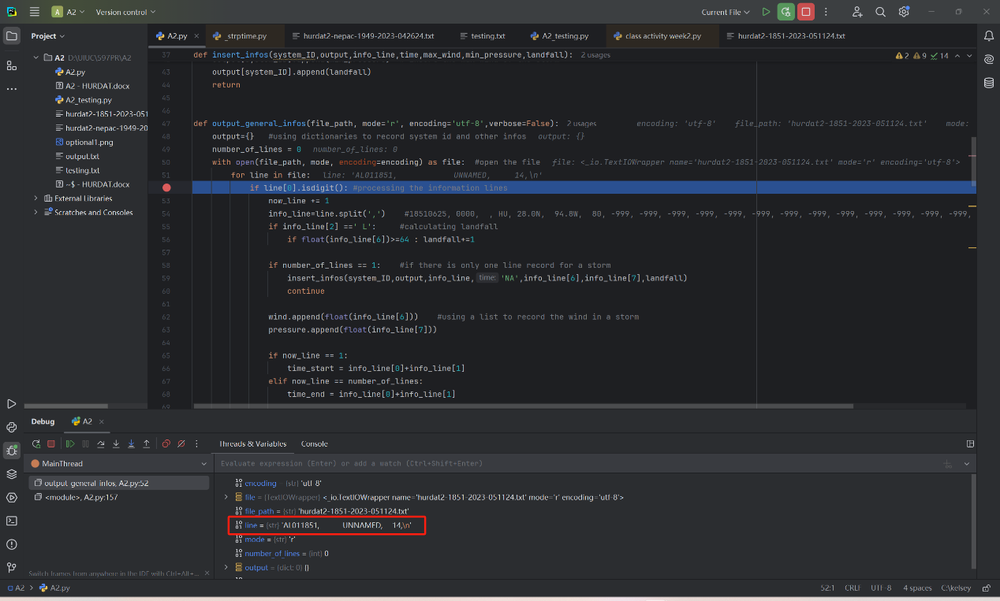 A A2 Version control Current File
Project
A2.py _strptime.py hurdat2-nepac-1949-2023-042624.txt testing.txt A2_testing.py class activity week2.py hurdat2-1851-2023-051124.txt
A2 D:\UIUC\597PR\A2
A2.py
A2 - HURDAT.docx
A2_testing.py
hurdat2-1851-2023-051
hurdat2-nepac-1949-20
optional1.png
output.txt
testing.txt
~$ - HURDAT.docx
External Libraries
Scratches and Consoles
37 def insert_infos(system_ID,output,info_line,time,max_wind,min_pressure,landfall): 2 usages 2 9 14
43 output[system_ID].append(landfall)
44 return
45
46
47 def output_general_infos(file_path, mode='r', encoding='utf-8',verbose=False): 2 usages encoding: 'utf-8' file_path: 'hurdat2-1851-2023-051124.txt' mode:
48 output={} #using dictionaries to record system id and other infos output: {}
49 number_of_lines = 0 number_of_lines: 0
50 with open(file_path, mode, encoding=encoding) as file: #open the file file: <_io.TextIOWrapper name='hurdat2-1851-2023-051124.txt' mode='r' encoding='utf-8'>
51 for line in file: line: 'AL011851, UNNAMED, 14,\n'
if line[0].isdigit(): #processing the information lines
53 now_line += 1
54 info_line=line.split(',') #18510625, 0000, , HU, 28.0N, 94.8W, 80, -999, -999, -999, -999, -999, -999, -999, -999, -999, -999, -999, -999, -999,
55 if info_line[2] ==' L': #calculating landfall
56 if float(info_line[6])>=64 : landfall+=1
57
58 if number_of_lines == 1: #if there is only one line record for a storm
59 insert_infos(system_ID,output,info_line, time: 'NA',info_line[6],info_line[7],landfall)
60 continue
61
62 wind.append(float(info_line[6])) #using a list to record the wind in a storm
63 pressure.append(float(info_line[7]))
64
65 if now_line == 1:
66 time_start = info_line[0]+info_line[1]
67 elif now_line == number_of_lines:
68 time_end = info_line[0]+info_line[1]
69
Debug A2
Threads & Variables Console
MainThread
Evaluate expression (Enter) or add a watch (Ctrl+Shift+Enter)
output_general_infos, A2.py:52
<module>, A2.py:157
encoding = {str} 'utf-8'
file = {TextIOWrapper} <_io.TextIOWrapper name='hurdat2-1851-2023-051124.txt' mode='r' encoding='utf-8'>
file_path = {str} 'hurdat2-1851-2023-051124.txt'
line = {str} 'AL011851, UNNAMED, 14,\n'
mode = {str} 'r'
number_of_lines = {int} 0
output = {dict: 0} {}
Switch frames from anywhere in the IDE with Ctrl+Alt+...
A2 A2.py 52:1 CRLF UTF-8 4 spaces C:\kelsey